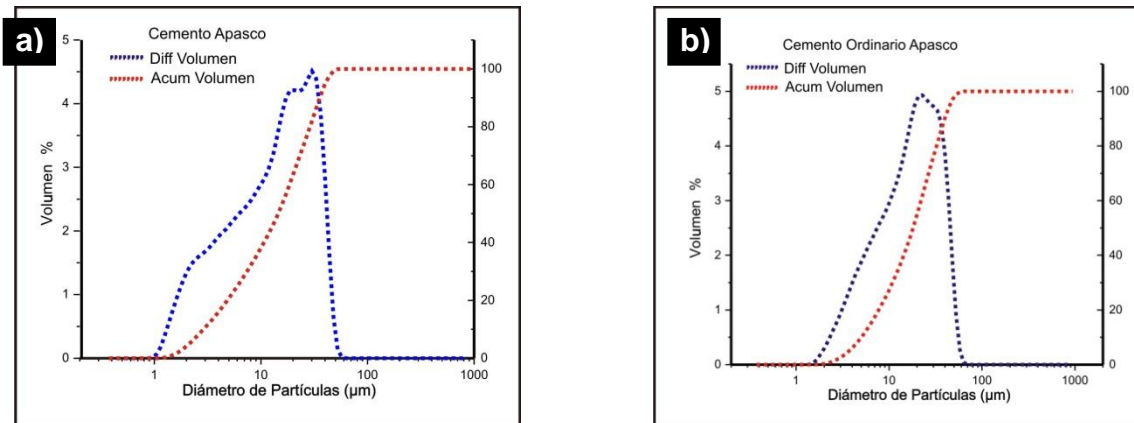 a)
Cemento Apasco
Diff Volumen
Acum Volumen
Volumen %
5
4
3
2
1
0
100
80
60
40
20
0
1 10 100 1000
Diámetro de Partículas (µm)
b)
Cemento Ordinario Apasco
Diff Volumen
Acum Volumen
Volumen %
5
4
3
2
1
0
100
80
60
40
20
0
1 10 100 1000
Diámetro de Partículas (µm)